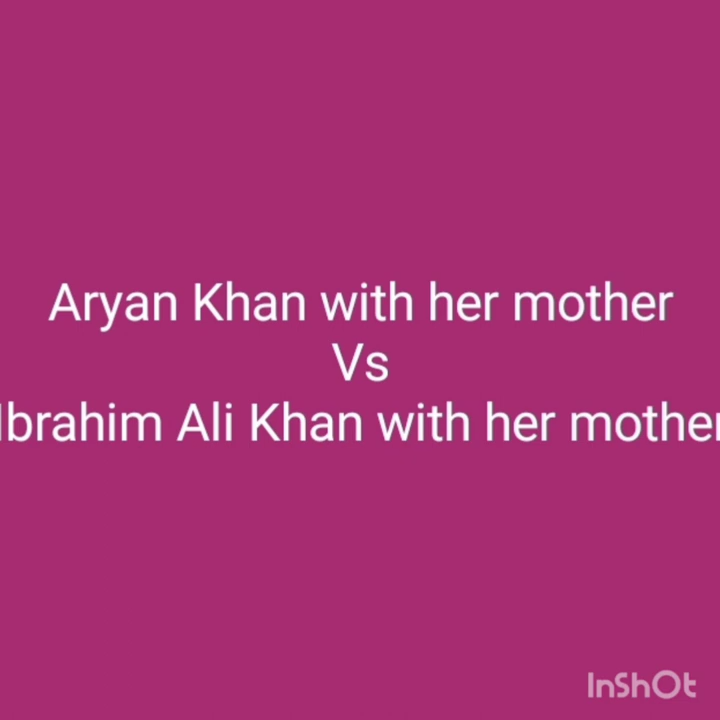 Aryan Khan with her mother
Vs
Ibrahim Ali Khan with her mother
InShOt